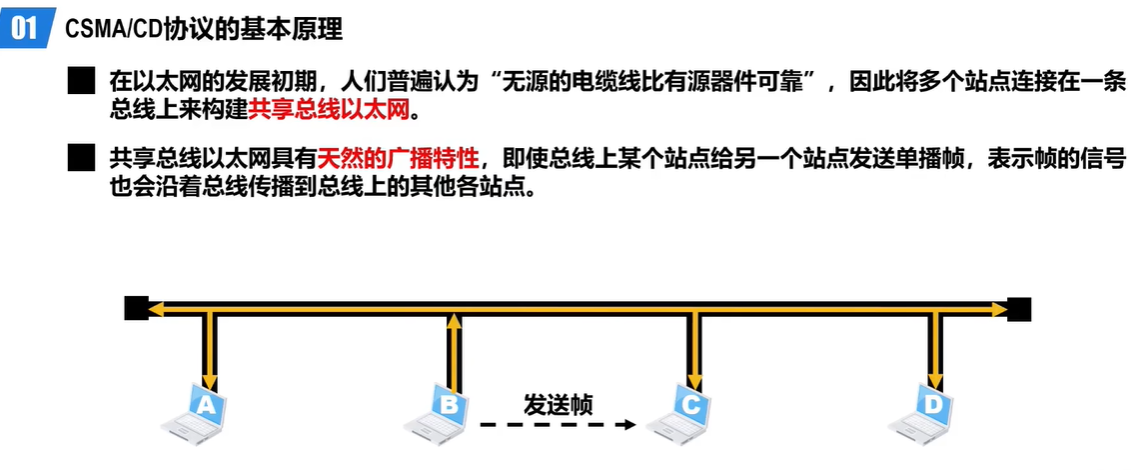 01 CSMA/CD协议的基本原理
在以太网的发展初期，人们普遍认为“无源的电缆线比有源器件可靠”，因此将多个站点连接在一条
总线上来构建共享总线以太网。
共享总线以太网具有天然的广播特性，即使总线上某个站点给另一个站点发送单播帧，表示帧的信号
也会沿着总线传播到总线上的其他各站点。
A B 发送帧 C D